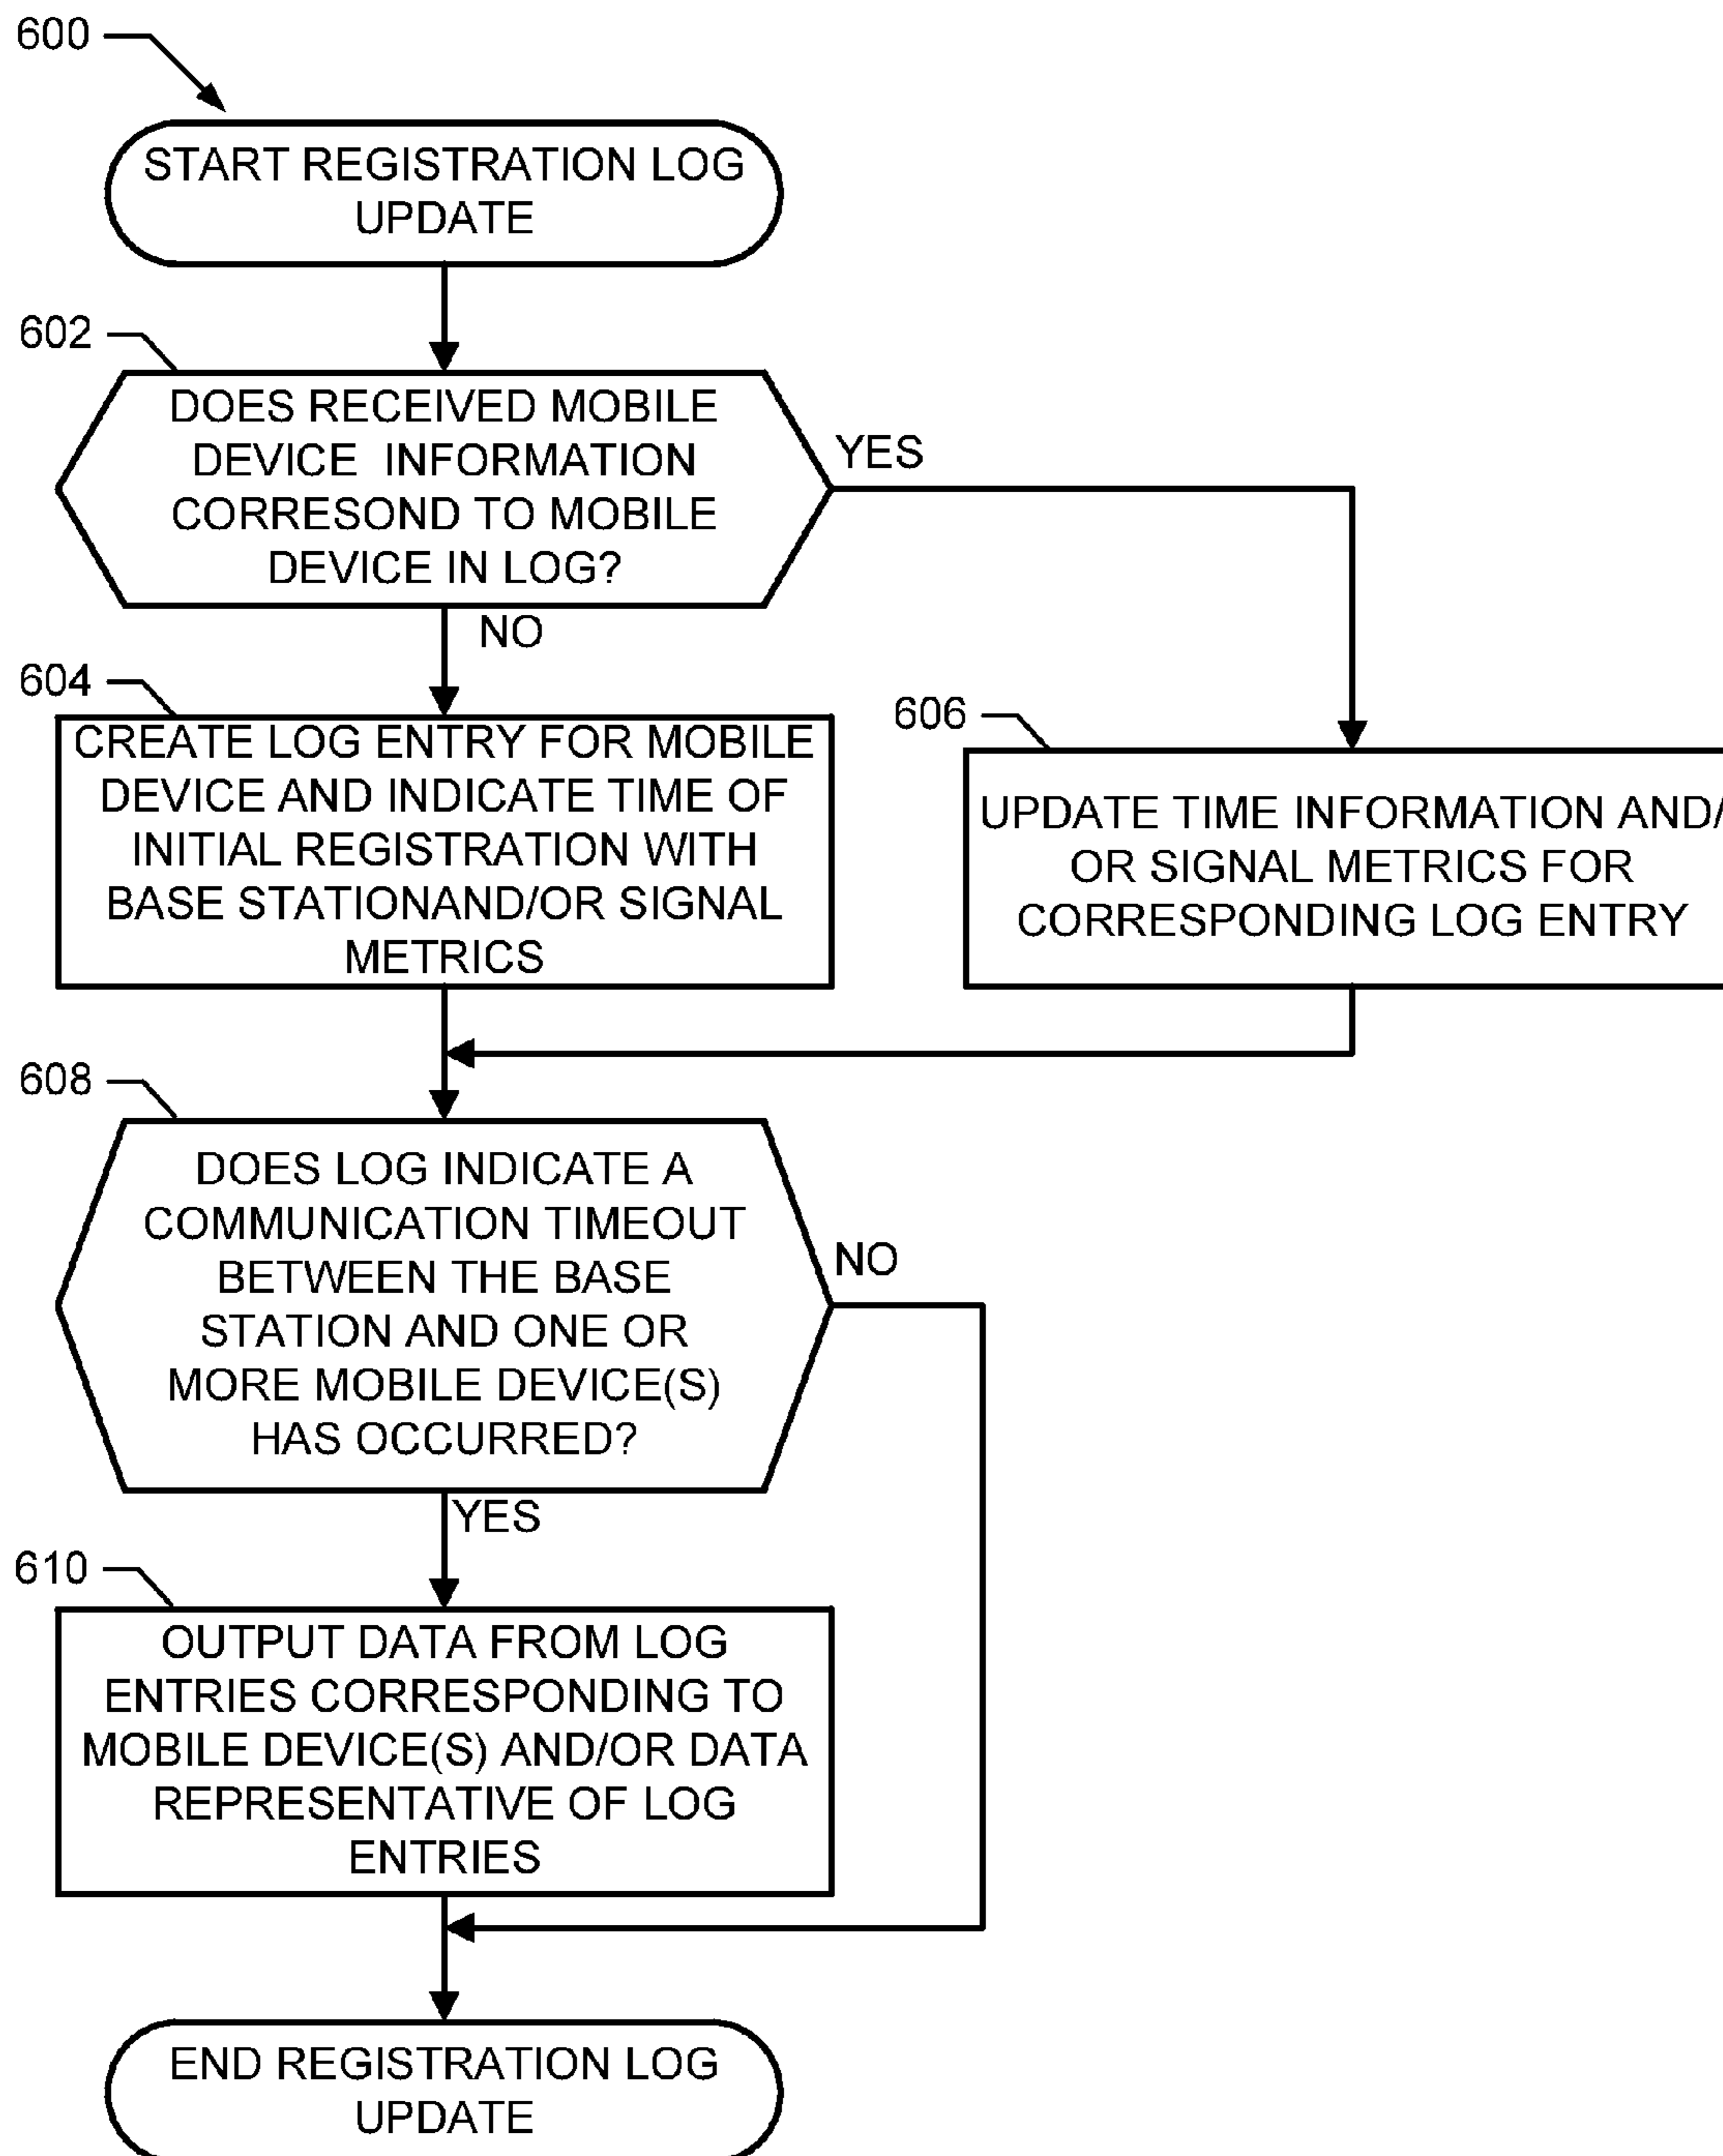 600
START REGISTRATION LOG
UPDATE
602
DOES RECEIVED MOBILE
DEVICE INFORMATION
CORRESOND TO MOBILE
DEVICE IN LOG?
YES
NO
604
CREATE LOG ENTRY FOR MOBILE
DEVICE AND INDICATE TIME OF
INITIAL REGISTRATION WITH
BASE STATIONAND/OR SIGNAL
METRICS
606
UPDATE TIME INFORMATION AND/
OR SIGNAL METRICS FOR
CORRESPONDING LOG ENTRY
608
DOES LOG INDICATE A
COMMUNICATION TIMEOUT
BETWEEN THE BASE
STATION AND ONE OR
MORE MOBILE DEVICE(S)
HAS OCCURRED?
NO
YES
610
OUTPUT DATA FROM LOG
ENTRIES CORRESPONDING TO
MOBILE DEVICE(S) AND/OR DATA
REPRESENTATIVE OF LOG
ENTRIES
END REGISTRATION LOG
UPDATE